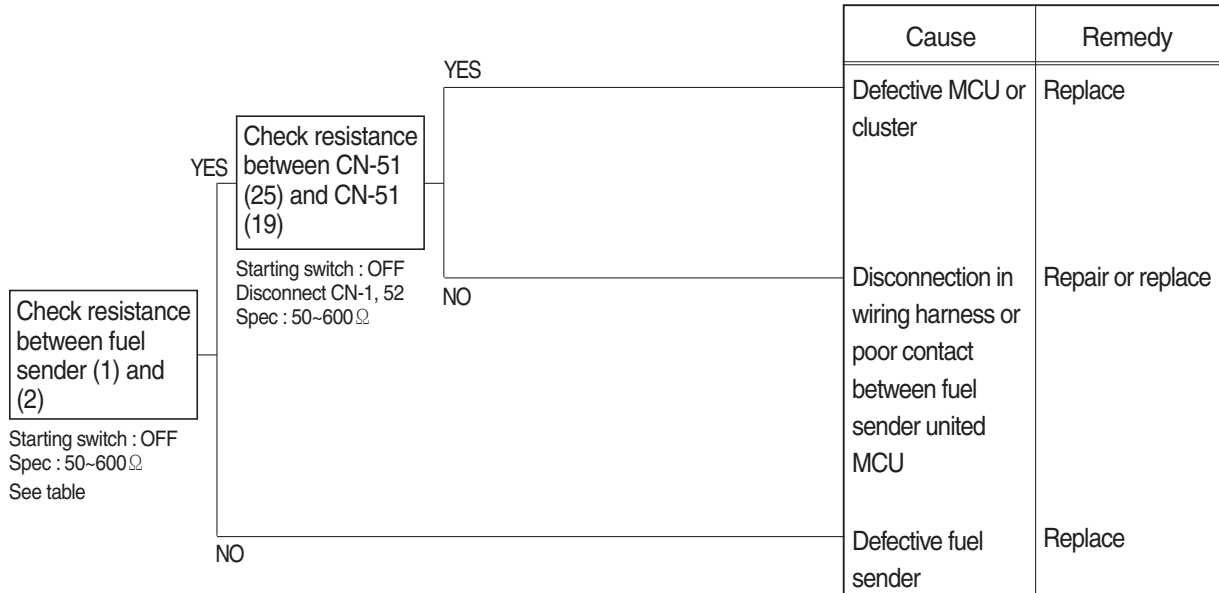 Cause
Remedy
YES
Defective MCU or
cluster
Replace
YES
Check resistance
between CN-51
(25) and CN-51
(19)
Starting switch : OFF
Disconnect CN-1, 52
Spec : 50~600Ω
NO
Disconnection in
wiring harness or
poor contact
between fuel
sender united
MCU
Repair or replace
Check resistance
between fuel
sender (1) and
(2)
Starting switch : OFF
Spec : 50~600Ω
See table
NO
Defective fuel
sender
Replace